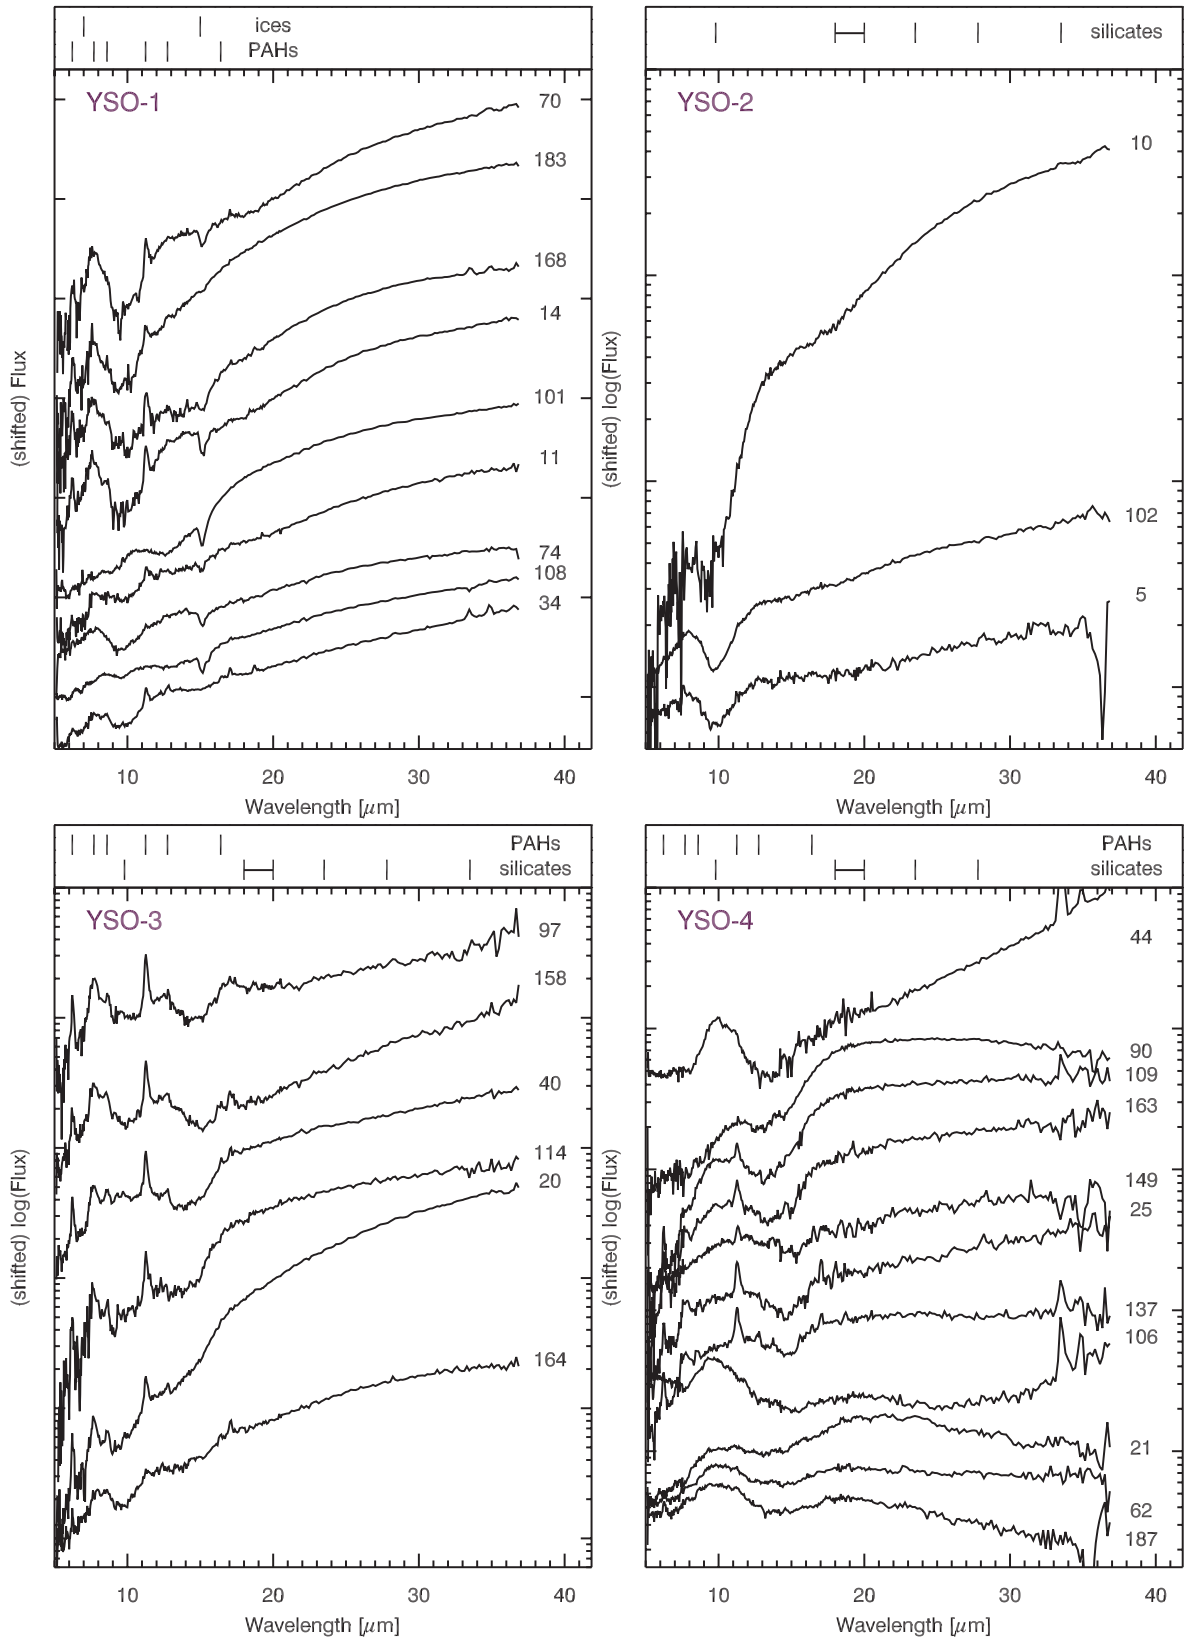 ices
PAHs
YSO-1
70
183
168
14
101
11
74
108
34
(shifted) Flux
10 20 30 40
Wavelength [μm]
silicates
YSO-2
10
102
5
(shifted) log(Flux)
10 20 30 40
Wavelength [μm]
PAHs
silicates
YSO-3
97
158
40
114
20
164
(shifted) log(Flux)
10 20 30 40
Wavelength [μm]
PAHs
silicates
YSO-4
44
90
109
163
149
25
137
106
21
62
187
(shifted) log(Flux)
10 20 30 40
Wavelength [μm]